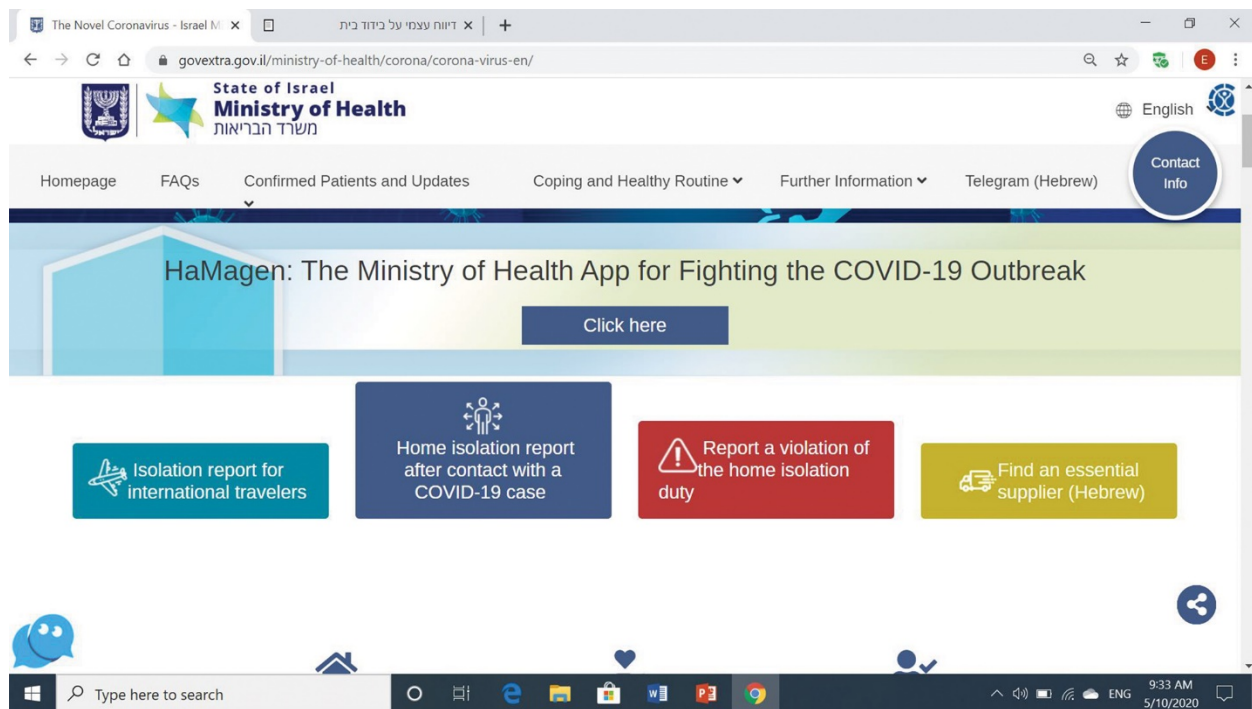 The Novel Coronavirus - Israel M
דיווח עצמי על בידוד בית
govextra.gov.il/ministry-of-health/corona/corona-virus-en/
E
State of Israel
Ministry of Health
משרד הבריאות
English
Contact
Info
Homepage
FAQs
Confirmed Patients and Updates
Coping and Healthy Routine
Further Information
Telegram (Hebrew)
HaMagen: The Ministry of Health App for Fighting the COVID-19 Outbreak
Click here
Isolation report for
international travelers
Home isolation report
after contact with a
COVID-19 case
Report a violation of
the home isolation
duty
Find an essential
supplier (Hebrew)
Type here to search
ENG
9:33 AM
5/10/2020